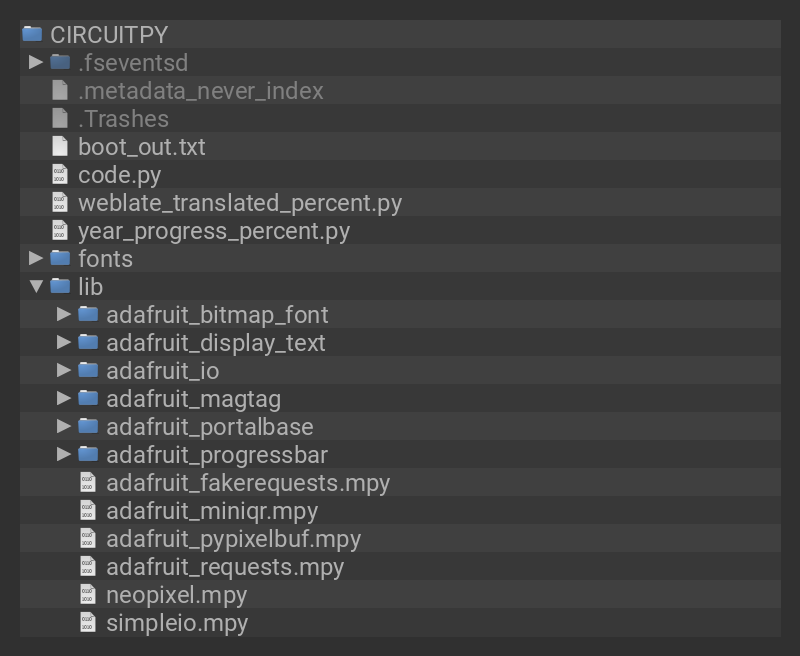 CIRCUITPY
.fseventsd
.metadata_never_index
.Trashes
boot_out.txt
code.py
weblate_translated_percent.py
year_progress_percent.py
fonts
lib
adafruit_bitmap_font
adafruit_display_text
adafruit_io
adafruit_magtag
adafruit_portalbase
adafruit_progressbar
adafruit_fakerequests.mpy
adafruit_miniqr.mpy
adafruit_pypixelbuf.mpy
adafruit_requests.mpy
neopixel.mpy
simpleio.mpy